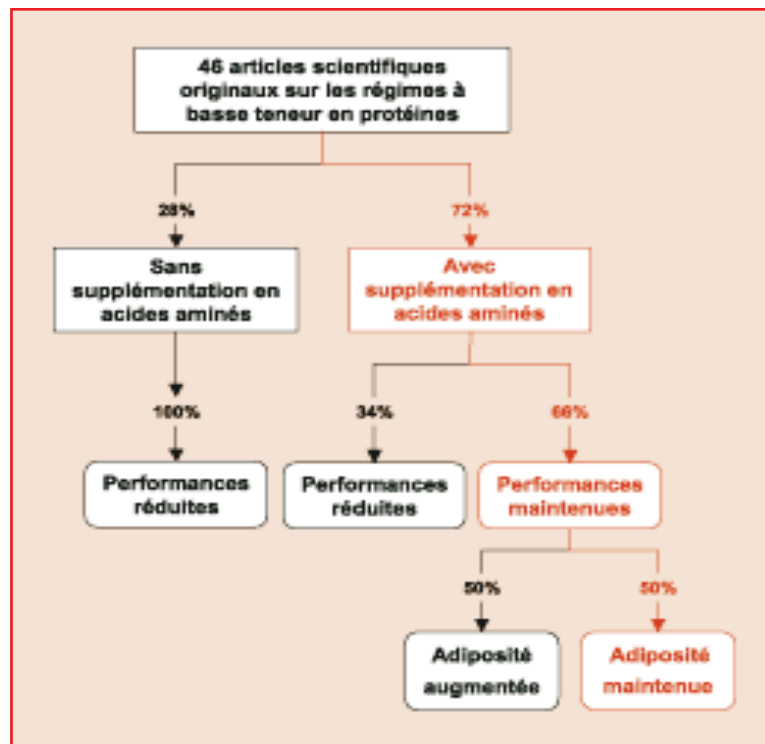 46 articles scientifiques
originaux sur les régimes à
basse teneur en protéines
28%
72%
Sans
supplémentation en
acides aminés
Avec
supplémentation en
acides aminés
100%
34%
66%
Performances
réduites
Performances
réduites
Performances
maintenues
50%
50%
Adiposité
augmentée
Adiposité
maintenue